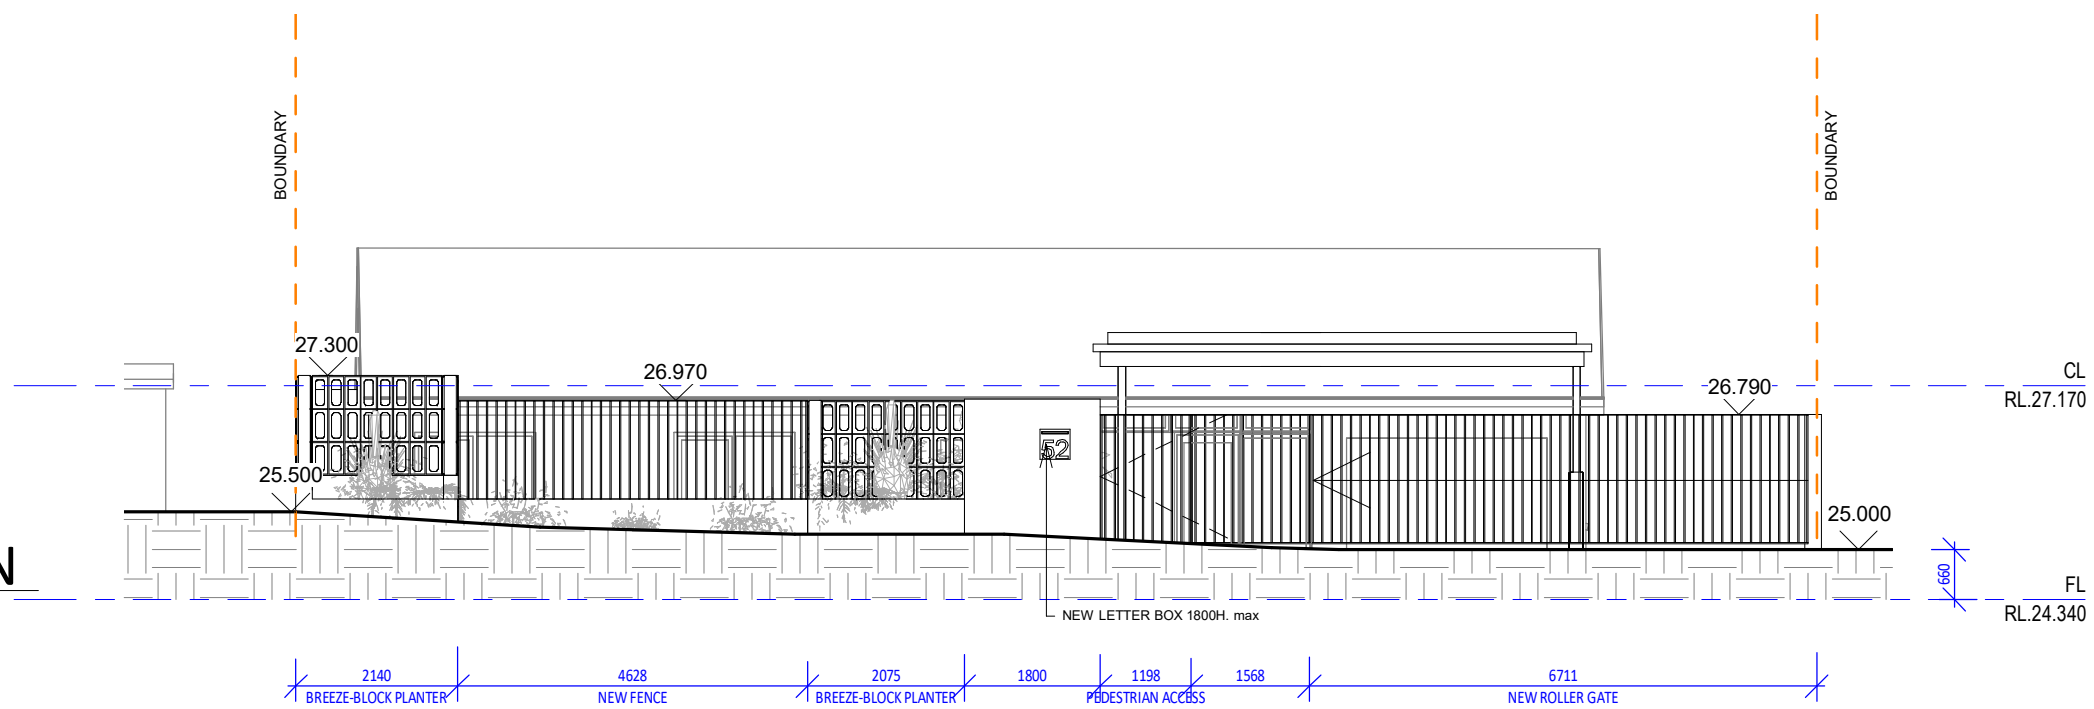 BOUNDARY
BOUNDARY
27.300
26.970
26.790
CL
RL.27.170
52
25.500
25.000
N
660
FL
RL.24.340
NEW LETTER BOX 1800H. max
2140
4628
2075
1800
1198
1568
6711
BREEZE-BLOCK PLANTER
NEW FENCE
BREEZE-BLOCK PLANTER
PEDESTRIAN ACCESS
NEW ROLLER GATE